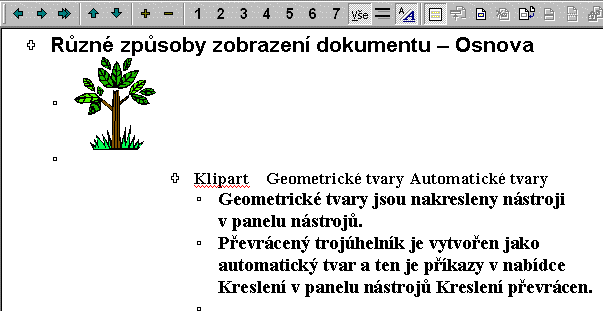 1 2 3 4 5 6 7 vše A/A
Různé způsoby zobrazení dokumentu – Osnova
Klipart Geometrické tvary Automatické tvary
Geometrické tvary jsou nakresleny nástroji
v panelu nástrojů.
Převrácený trojúhelník je vytvořen jako
automatický tvar a ten je příkazy v nabídce
Kreslení v panelu nástrojů Kreslení převrácen.